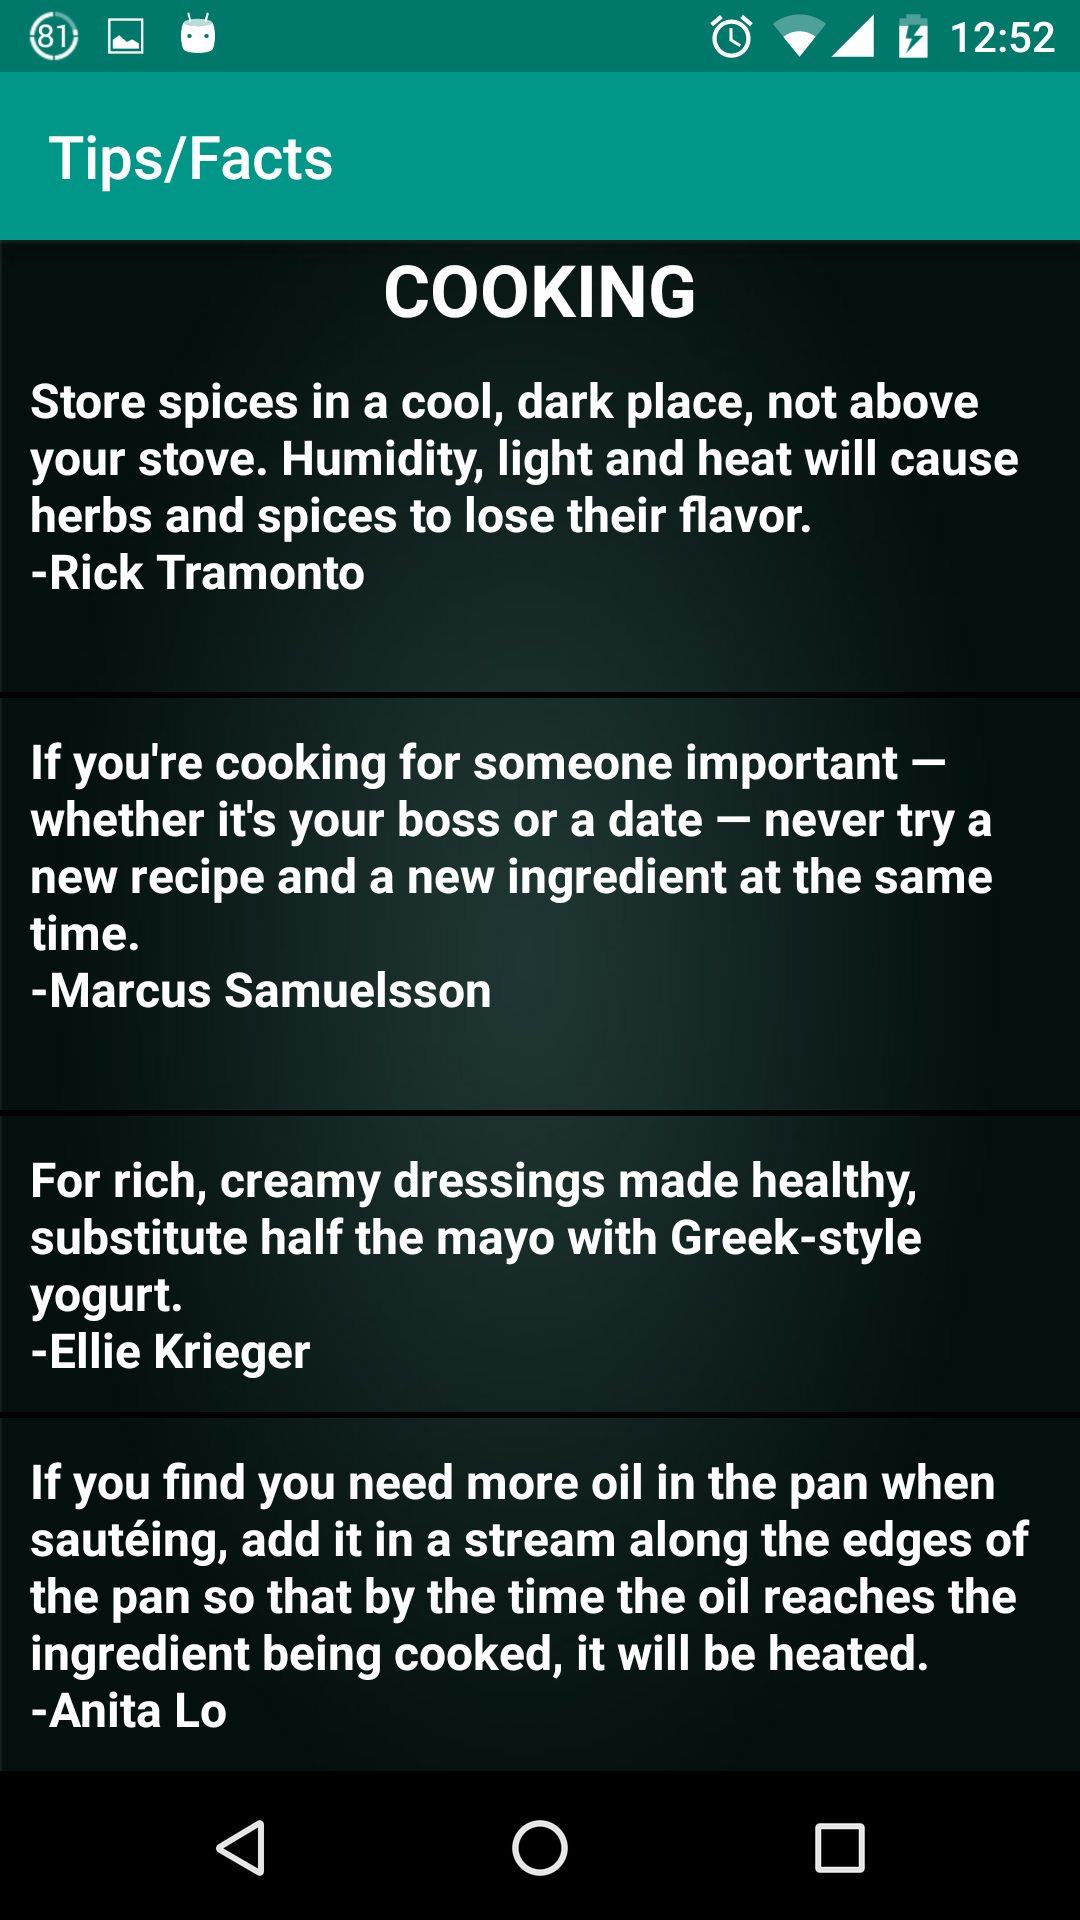 81
12:52
Tips/Facts
COOKING
Store spices in a cool, dark place, not above
your stove. Humidity, light and heat will cause
herbs and spices to lose their flavor.
-Rick Tramonto
If you're cooking for someone important —
whether it's your boss or a date — never try a
new recipe and a new ingredient at the same
time.
-Marcus Samuelsson
For rich, creamy dressings made healthy,
substitute half the mayo with Greek-style
yogurt.
-Ellie Krieger
If you find you need more oil in the pan when
sautéing, add it in a stream along the edges of
the pan so that by the time the oil reaches the
ingredient being cooked, it will be heated.
-Anita Lo